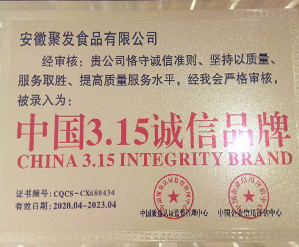 安徽聚发食品有限公司
经审核：贵公司恪守诚信准则、坚持以质量、
服务取胜、提高质量服务水平，经我会严格审核，
被录入为：
中国3.15诚信品牌
CHINA 3.15 INTEGRITY BRAND
证书编号：CQCS-CX680434
有效日期：2020.04-2023.04